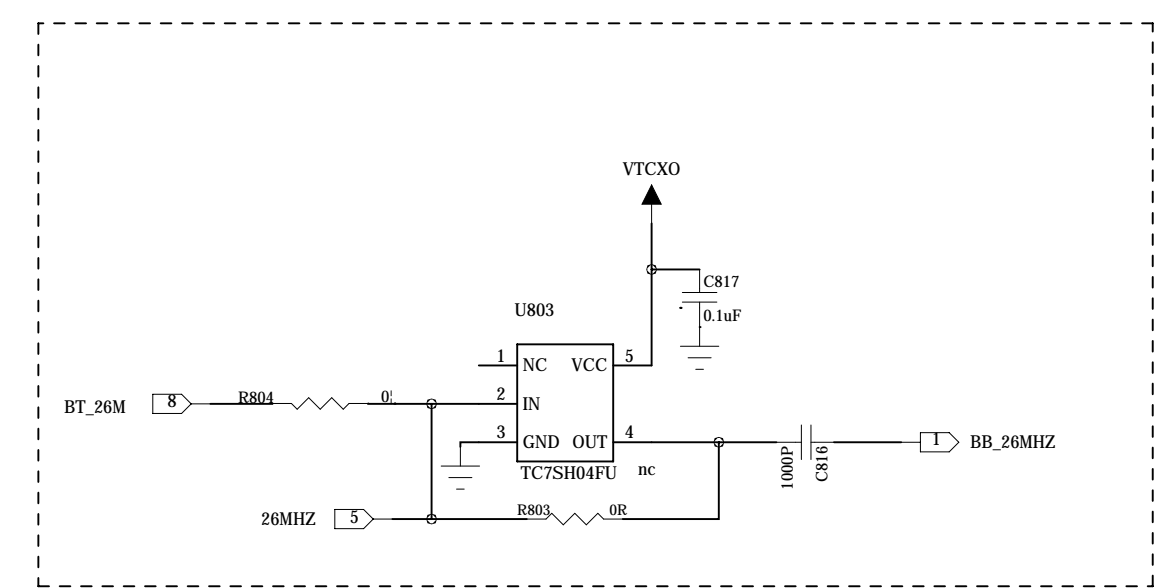 VTCXO
C817
0.1uF
U803
1 NC VCC 5
BT_26M 8 R804 2 IN
3 GND OUT 4
1 BB_26MHZ
1000P
C816
TC7SH04FU nc
26MHZ 5 R803 0R